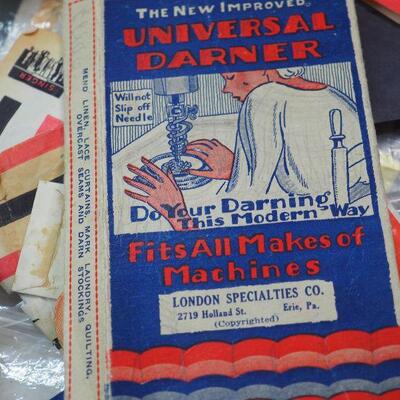 THE NEW IMPROVED
UNIVERSAL
DARNER
Will not
Slip off
Needle
Do Your Darning
This Modern Way
Fits All Makes of
Machines
LONDON SPECIALTIES CO.
2719 Holland St. Erie, Pa.
(Copyrighted)
MEND LINEN, LACE CURTAINS, MARK LAUNDRY, QUILTING,
OVERCAST SEAMS AND DARN STOCKINGS
SINGER